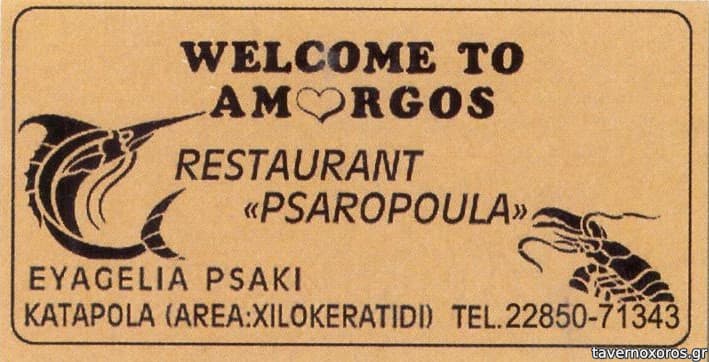 WELCOME TO
AM♡RGOS
RESTAURANT
«PSAROPOULA»
EYAGELIA PSAKI
KATAPOLA (AREA:XILOKERATIDI) TEL.22850-71343
tavernoxoros.gr